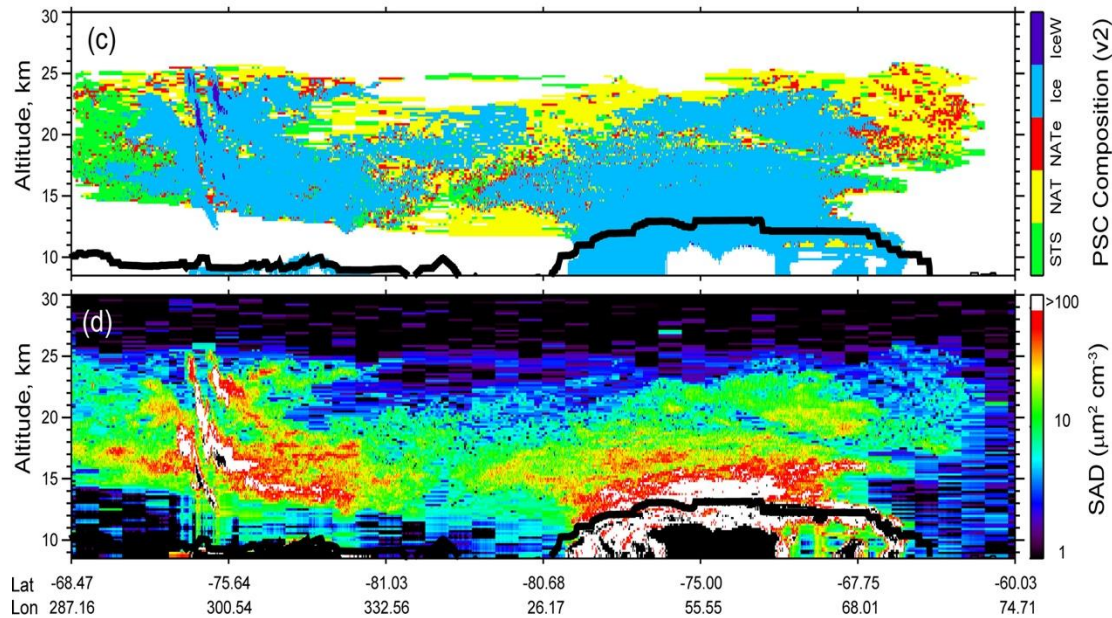 30
(c)
25
20
15
10
Altitude, km
STS NAT NATe Ice IceW
PSC Composition (v2)
30
(d)
25
20
15
10
Altitude, km
>100
10
1
SAD (μm² cm⁻³)
Lat -68.47 -75.64 -81.03 -80.68 -75.00 -67.75 -60.03
Lon 287.16 300.54 332.56 26.17 55.55 68.01 74.71